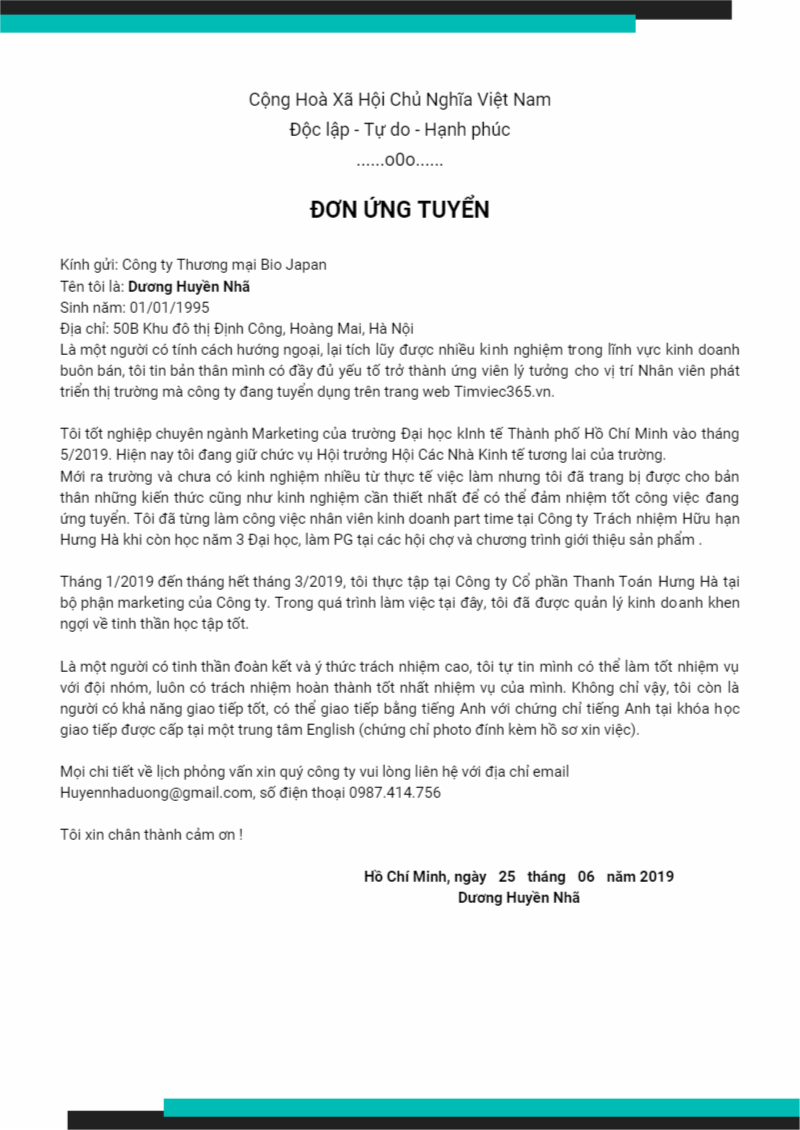 Cộng Hoà Xã Hội Chủ Nghĩa Việt Nam
Độc lập - Tự do - Hạnh phúc
......o0o......
ĐƠN ỨNG TUYỂN
Kính gửi: Công ty Thương mại Bio Japan
Tên tôi là: Dương Huyền Nhã
Sinh năm: 01/01/1995
Địa chỉ: 50B Khu đô thị Định Công, Hoàng Mai, Hà Nội
Là một người có tính cách hướng ngoại, lại tích lũy được nhiều kinh nghiệm trong lĩnh vực kinh doanh
buôn bán, tôi tin bản thân mình có đầy đủ yếu tố trở thành ứng viên lý tưởng cho vị trí Nhân viên phát
triển thị trường mà công ty đang tuyển dụng trên trang web Timviec365.vn.
Tôi tốt nghiệp chuyên ngành Marketing của trường Đại học kInh tế Thành phố Hồ Chí Minh vào tháng
5/2019. Hiện nay tôi đang giữ chức vụ Hội trưởng Hội Các Nhà Kinh tế tương lai của trường.
Mới ra trường và chưa có kinh nghiệm nhiều từ thực tế việc làm nhưng tôi đã trang bị được cho bản
thân những kiến thức cũng như kinh nghiệm cần thiết nhất để có thể đảm nhiệm tốt công việc đang
ứng tuyển. Tôi đã từng làm công việc nhân viên kinh doanh part time tại Công ty Trách nhiệm Hữu hạn
Hưng Hà khi còn học năm 3 Đại học, làm PG tại các hội chợ và chương trình giới thiệu sản phẩm .
Tháng 1/2019 đến tháng hết tháng 3/2019, tôi thực tập tại Công ty Cổ phần Thanh Toán Hưng Hà tại
bộ phận marketing của Công ty. Trong quá trình làm việc tại đây, tôi đã được quản lý kinh doanh khen
ngợi về tinh thần học tập tốt.
Là một người có tinh thần đoàn kết và ý thức trách nhiệm cao, tôi tự tin mình có thể làm tốt nhiệm vụ
với đội nhóm, luôn có trách nhiệm hoàn thành tốt nhất nhiệm vụ của mình. Không chỉ vậy, tôi còn là
người có khả năng giao tiếp tốt, có thể giao tiếp bằng tiếng Anh với chứng chỉ tiếng Anh tại khóa học
giao tiếp được cấp tại một trung tâm English (chứng chỉ photo đính kèm hồ sơ xin việc).
Mọi chi tiết về lịch phỏng vấn xin quý công ty vui lòng liên hệ với địa chỉ email
Huyennhaduong@gmail.com, số điện thoại 0987.414.756
Tôi xin chân thành cảm ơn !
Hồ Chí Minh, ngày 25 tháng 06 năm 2019
Dương Huyền Nhã